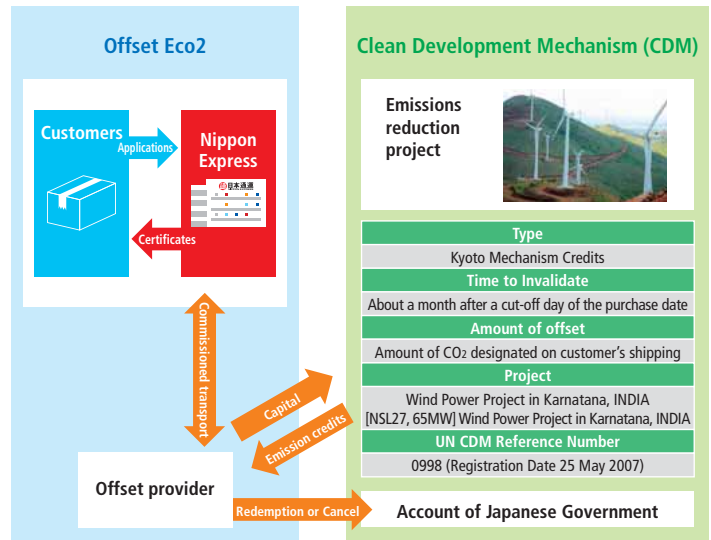 Offset Eco2
Customers
Applications
Nippon
Express
日本通運
Certificates
Commissioned transport
Capital
Emission credits
Offset provider
Redemption or Cancel
Clean Development Mechanism (CDM)
Emissions
reduction
project
Type
Kyoto Mechanism Credits
Time to Invalidate
About a month after a cut-off day of the purchase date
Amount of offset
Amount of CO₂ designated on customer's shipping
Project
Wind Power Project in Karnatana, INDIA
[NSL27, 65MW] Wind Power Project in Karnatana, INDIA
UN CDM Reference Number
0998 (Registration Date 25 May 2007)
Account of Japanese Government